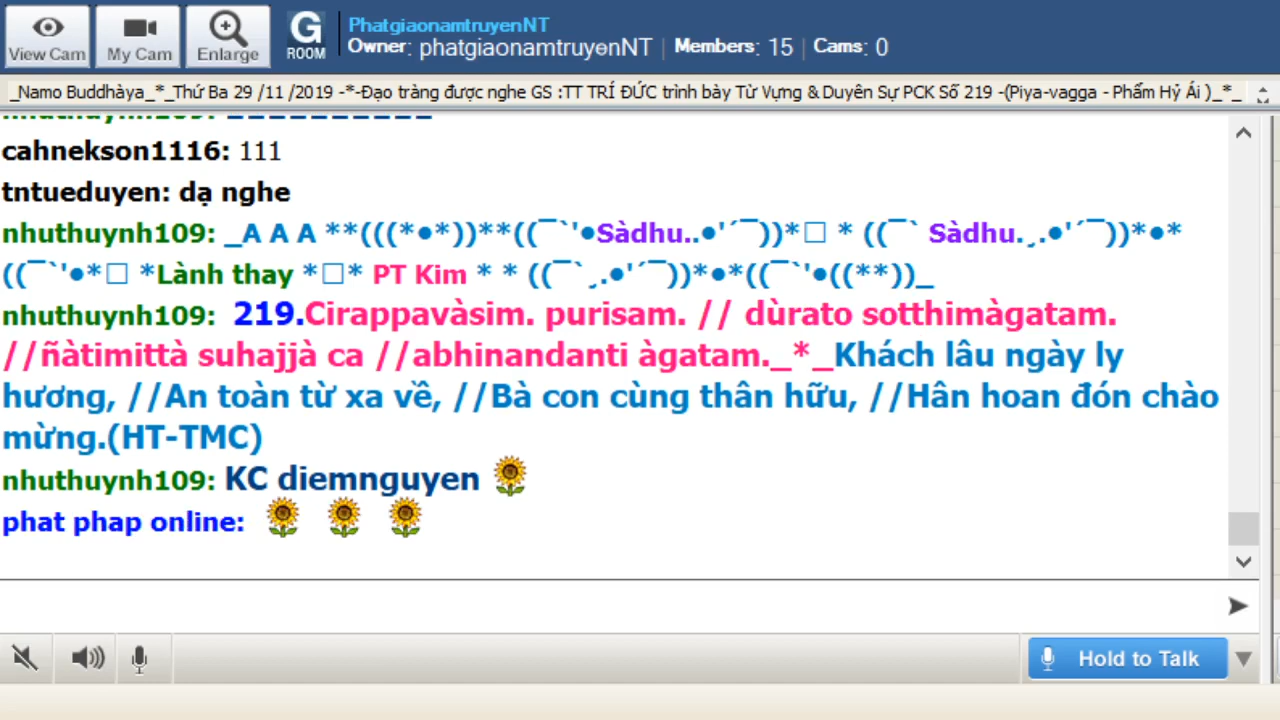 View Cam
My Cam
Enlarge
G
ROOM
PhatgiaonamtruyenNT
Owner: phatgiaonamtruyenNT | Members: 15 | Cams: 0
_Namo Buddhàya_*_Thứ Ba 29 /11 /2019 -*-Đạo tràng được nghe GS :TT TRÍ ĐỨC trình bày Từ Vựng & Duyên Sự PCK Số 219 -(Piya-vagga - Phẩm Hỷ Ái )_*_
nhuthuynh109:
cahnekson1116: 111
tntueduyen: dạ nghe
nhuthuynh109: _A A A **(((*●*))**((¯`'●Sàdhu..●'´¯))*□ * ((¯` Sàdhu.¸.●'´¯))*●*
((¯`'●*□ *Lành thay *□* PT Kim * * ((¯`¸.●'´¯))*●*((¯`'●((**))_
nhuthuynh109: 219.Cirappavàsim. purisam. // dùrato sotthimàgatam.
//ñàtimittà suhajjà ca //abhinandanti àgatam._*_Khách lâu ngày ly
hương, //An toàn từ xa về, //Bà con cùng thân hữu, //Hân hoan đón chào
mừng.(HT-TMC)
nhuthuynh109: KC diemnguyen
phat phap online:
Hold to Talk